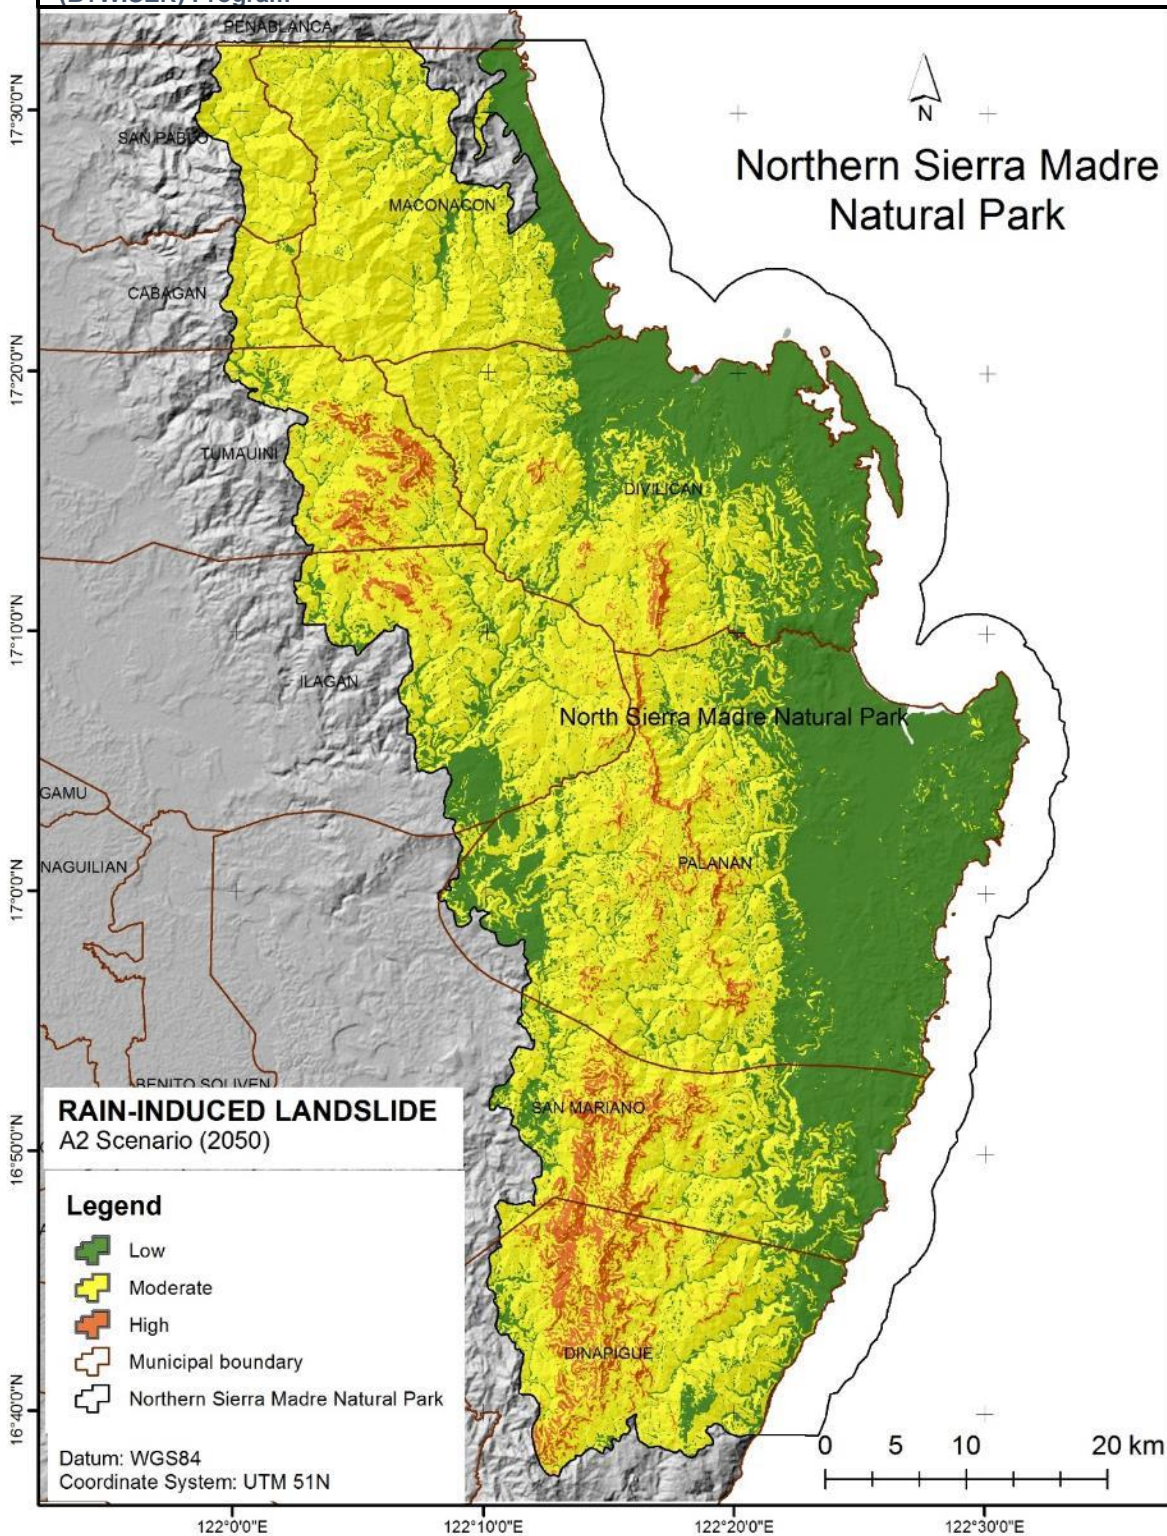 PENABLANCA
N
Northern Sierra Madre
Natural Park
17°30'0"N
SAN PABLO
MACONACON
CABAGAN
17°20'0"N
TUMAUINI
DIVILICAN
17°10'0"N
ILAGAN
North Sierra Madre Natural Park
GAMU
NAGUILIAN
PALANAN
17°0'0"N
BENITO SOLIVEN
RAIN-INDUCED LANDSLIDE
A2 Scenario (2050)
SAN MARIANO
16°50'0"N
Legend
Low
Moderate
High
Municipal boundary
Northern Sierra Madre Natural Park
DINAPIGUE
16°40'0"N
Datum: WGS84
Coordinate System: UTM 51N
0 5 10 20 km
122°0'0"E 122°10'0"E 122°20'0"E 122°30'0"E